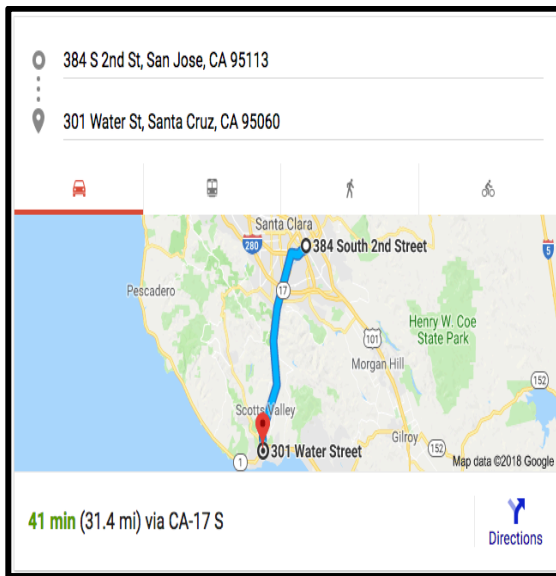 384 S 2nd St, San Jose, CA 95113
301 Water St, Santa Cruz, CA 95060
Santa Clara
280
384 South 2nd Street
5
Pescadero
17
Henry W. Coe
State Park
101
Morgan Hill
152
Scotts Valley
Gilroy
152
1
301 Water Street
Map data ©2018 Google
41 min (31.4 mi) via CA-17 S
Directions